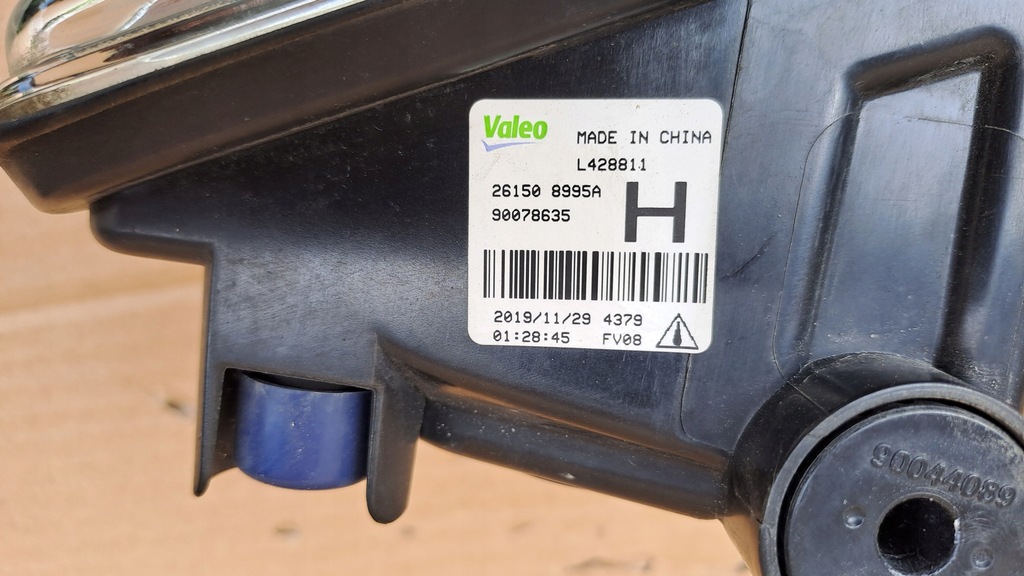 Valeo MADE IN CHINA
L428811
26150 8995A
H
90078635
2019/11/29 4379
01:28:45 FV08
90044089